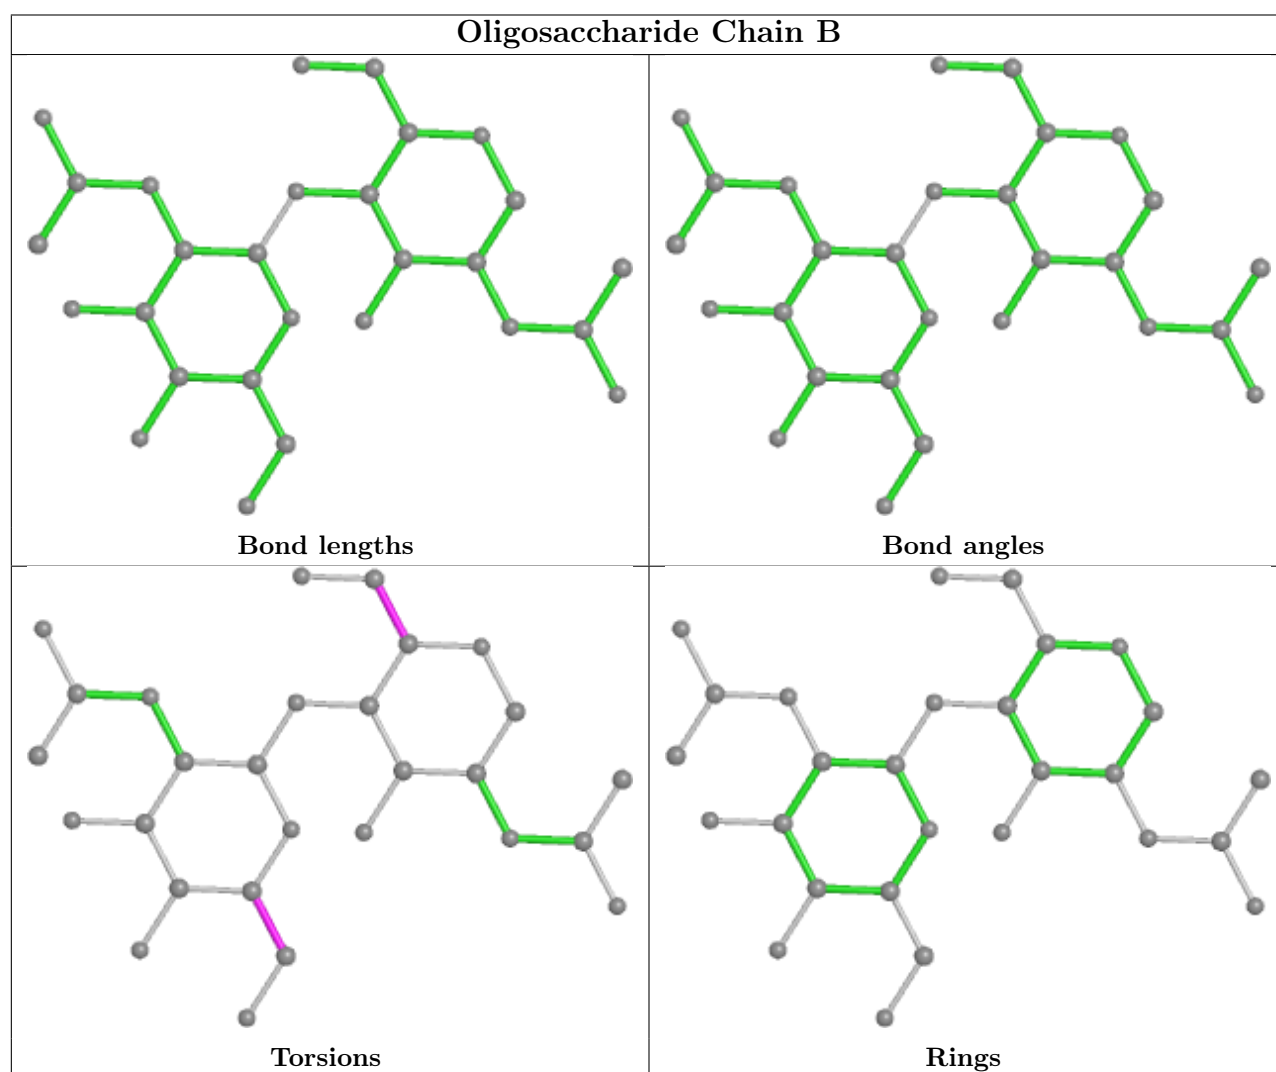 Oligosaccharide Chain B
Bond lengths
Bond angles
Torsions
Rings